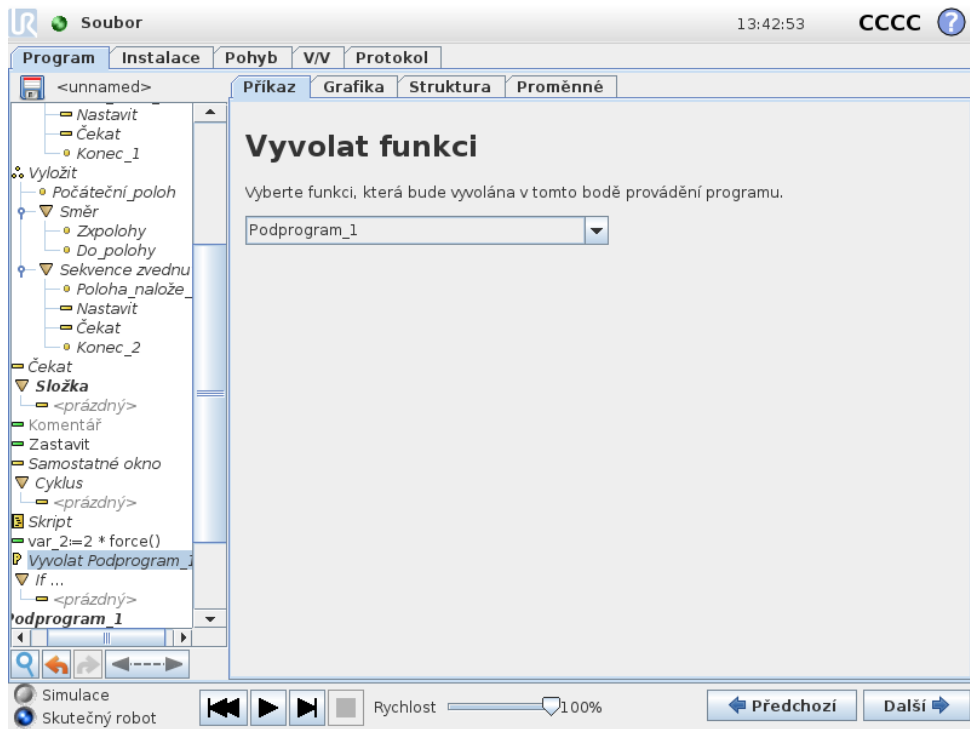 UR Soubor 13:42:53 CCCC ?
Program Instalace Pohyb V/V Protokol
<unnamed> Příkaz Grafika Struktura Proměnné
Nastavit
Čekat
Konec_1
Vyložit
Počáteční_poloh
Směr
Zxpolohy
Do_polohy
Sekvence zvednu
Poloha_nalože_
Nastavit
Čekat
Konec_2
Čekat
Složka
<prázdný>
Komentář
Zastavit
Samostatné okno
Cyklus
<prázdný>
Skript
var_2:=2 * force()
Vyvolat Podprogram_1
If ...
<prázdný>
Podprogram_1
Vyvolat funkci
Vyberte funkci, která bude vyvolána v tomto bodě provádění programu.
Podprogram_1
Simulace
Skutečný robot
Rychlost 100%
Předchozí Další